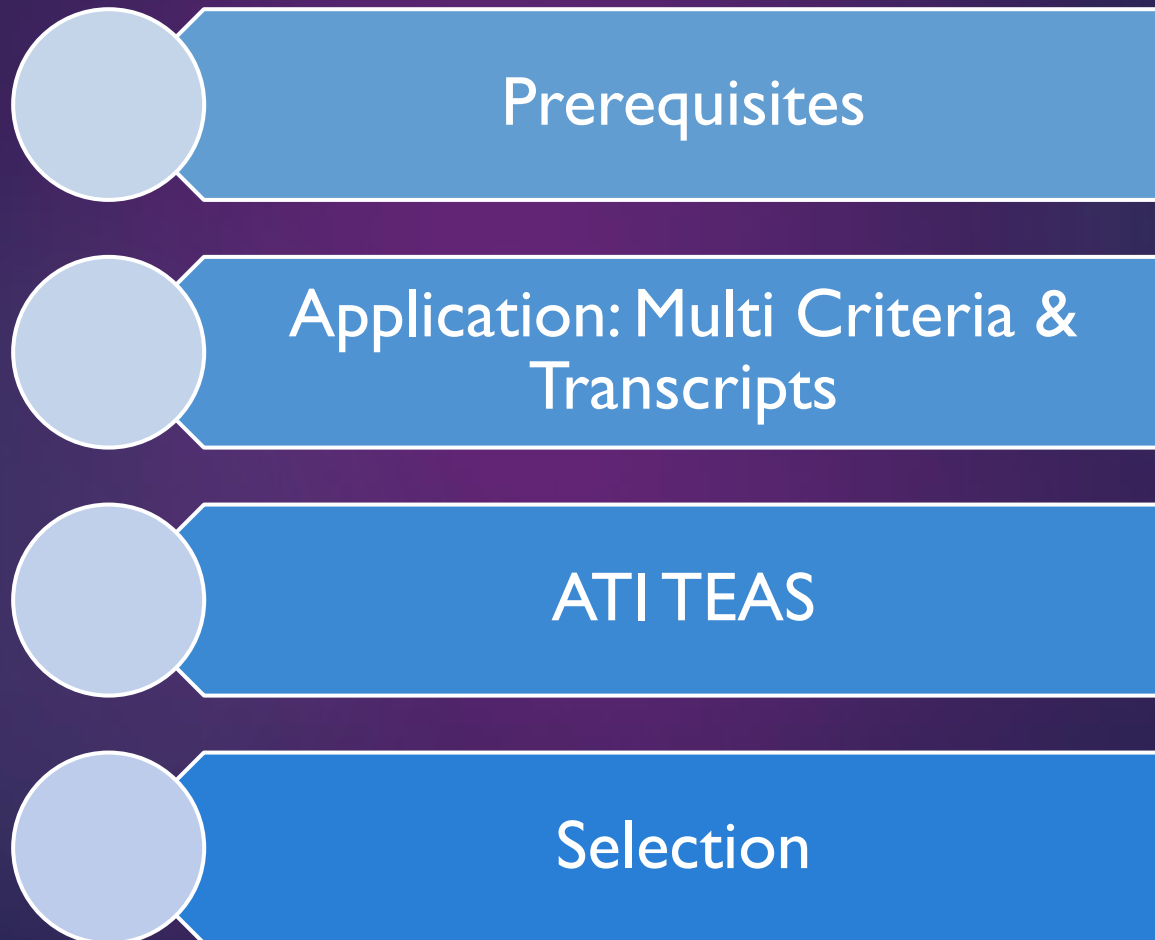 Prerequisites
Application: Multi Criteria &
Transcripts
ATI TEAS
Selection